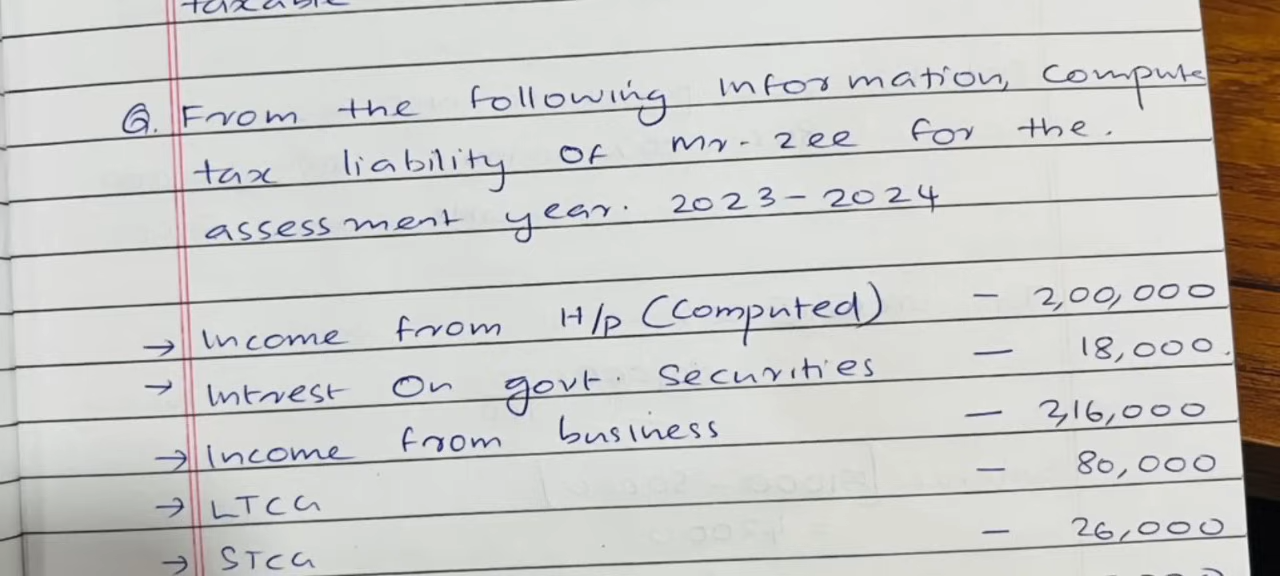 taxable
Q. From the following Information, compute
tax liability of Mr. zee for the.
assessment year. 2023-2024
→ Income from H/p (Computed) - 2,00,000
→ Intrest On govt. securities - 18,000.
→ Income from business - 2,16,000
→ LTCG - 80,000
→ STCG - 26,000